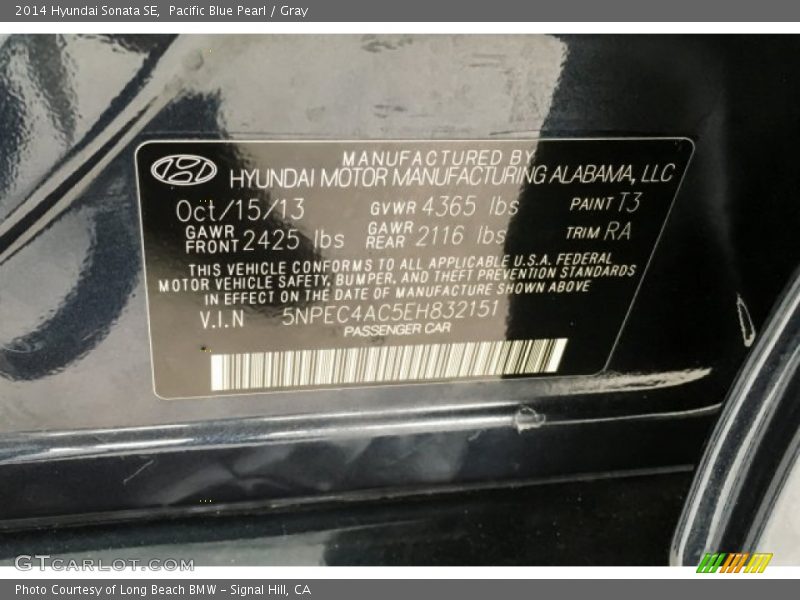 2014 Hyundai Sonata SE,  Pacific Blue Pearl / Gray
MANUFACTURED BY
HYUNDAI MOTOR MANUFACTURING ALABAMA, LLC
Oct/15/13 GVWR 4365 lbs PAINT T3
GAWR FRONT 2425 lbs GAWR REAR 2116 lbs TRIM RA
THIS VEHICLE CONFORMS TO ALL APPLICABLE U.S.A. FEDERAL
MOTOR VEHICLE SAFETY, BUMPER, AND THEFT PREVENTION STANDARDS
IN EFFECT ON THE DATE OF MANUFACTURE SHOWN ABOVE
V.I.N 5NPEC4AC5EH832151
PASSENGER CAR
GTCARLOT.COM
Photo Courtesy of Long Beach BMW - Signal Hill, CA